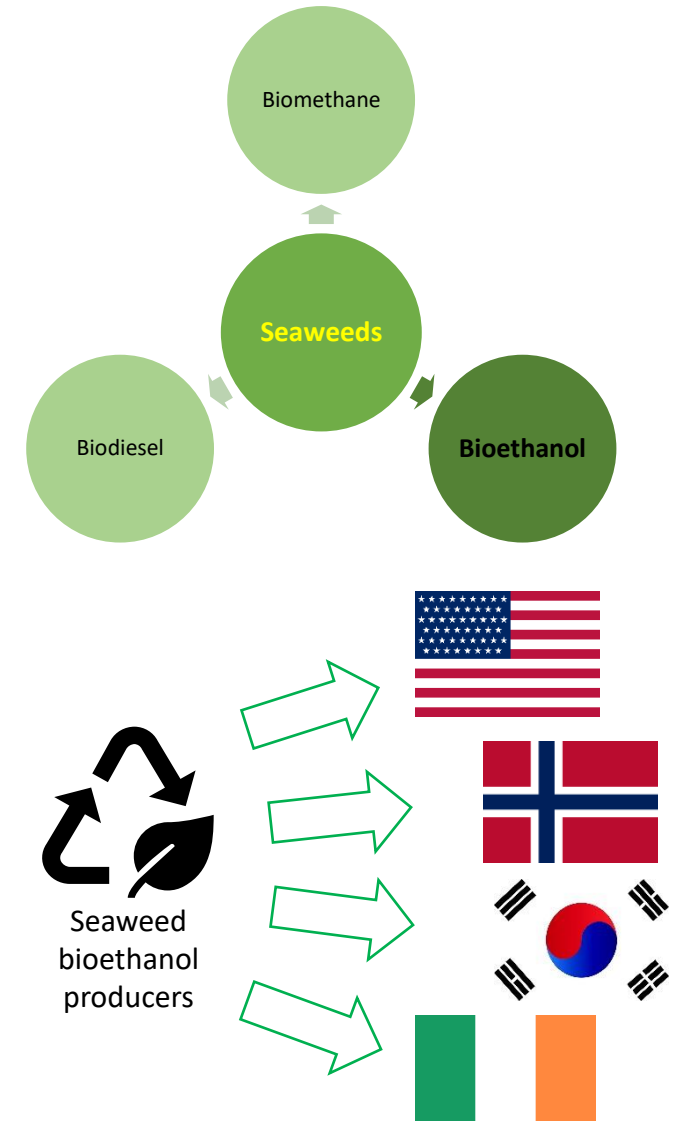 Biomethane
Seaweeds
Biodiesel
Bioethanol
Seaweed
bioethanol
producers